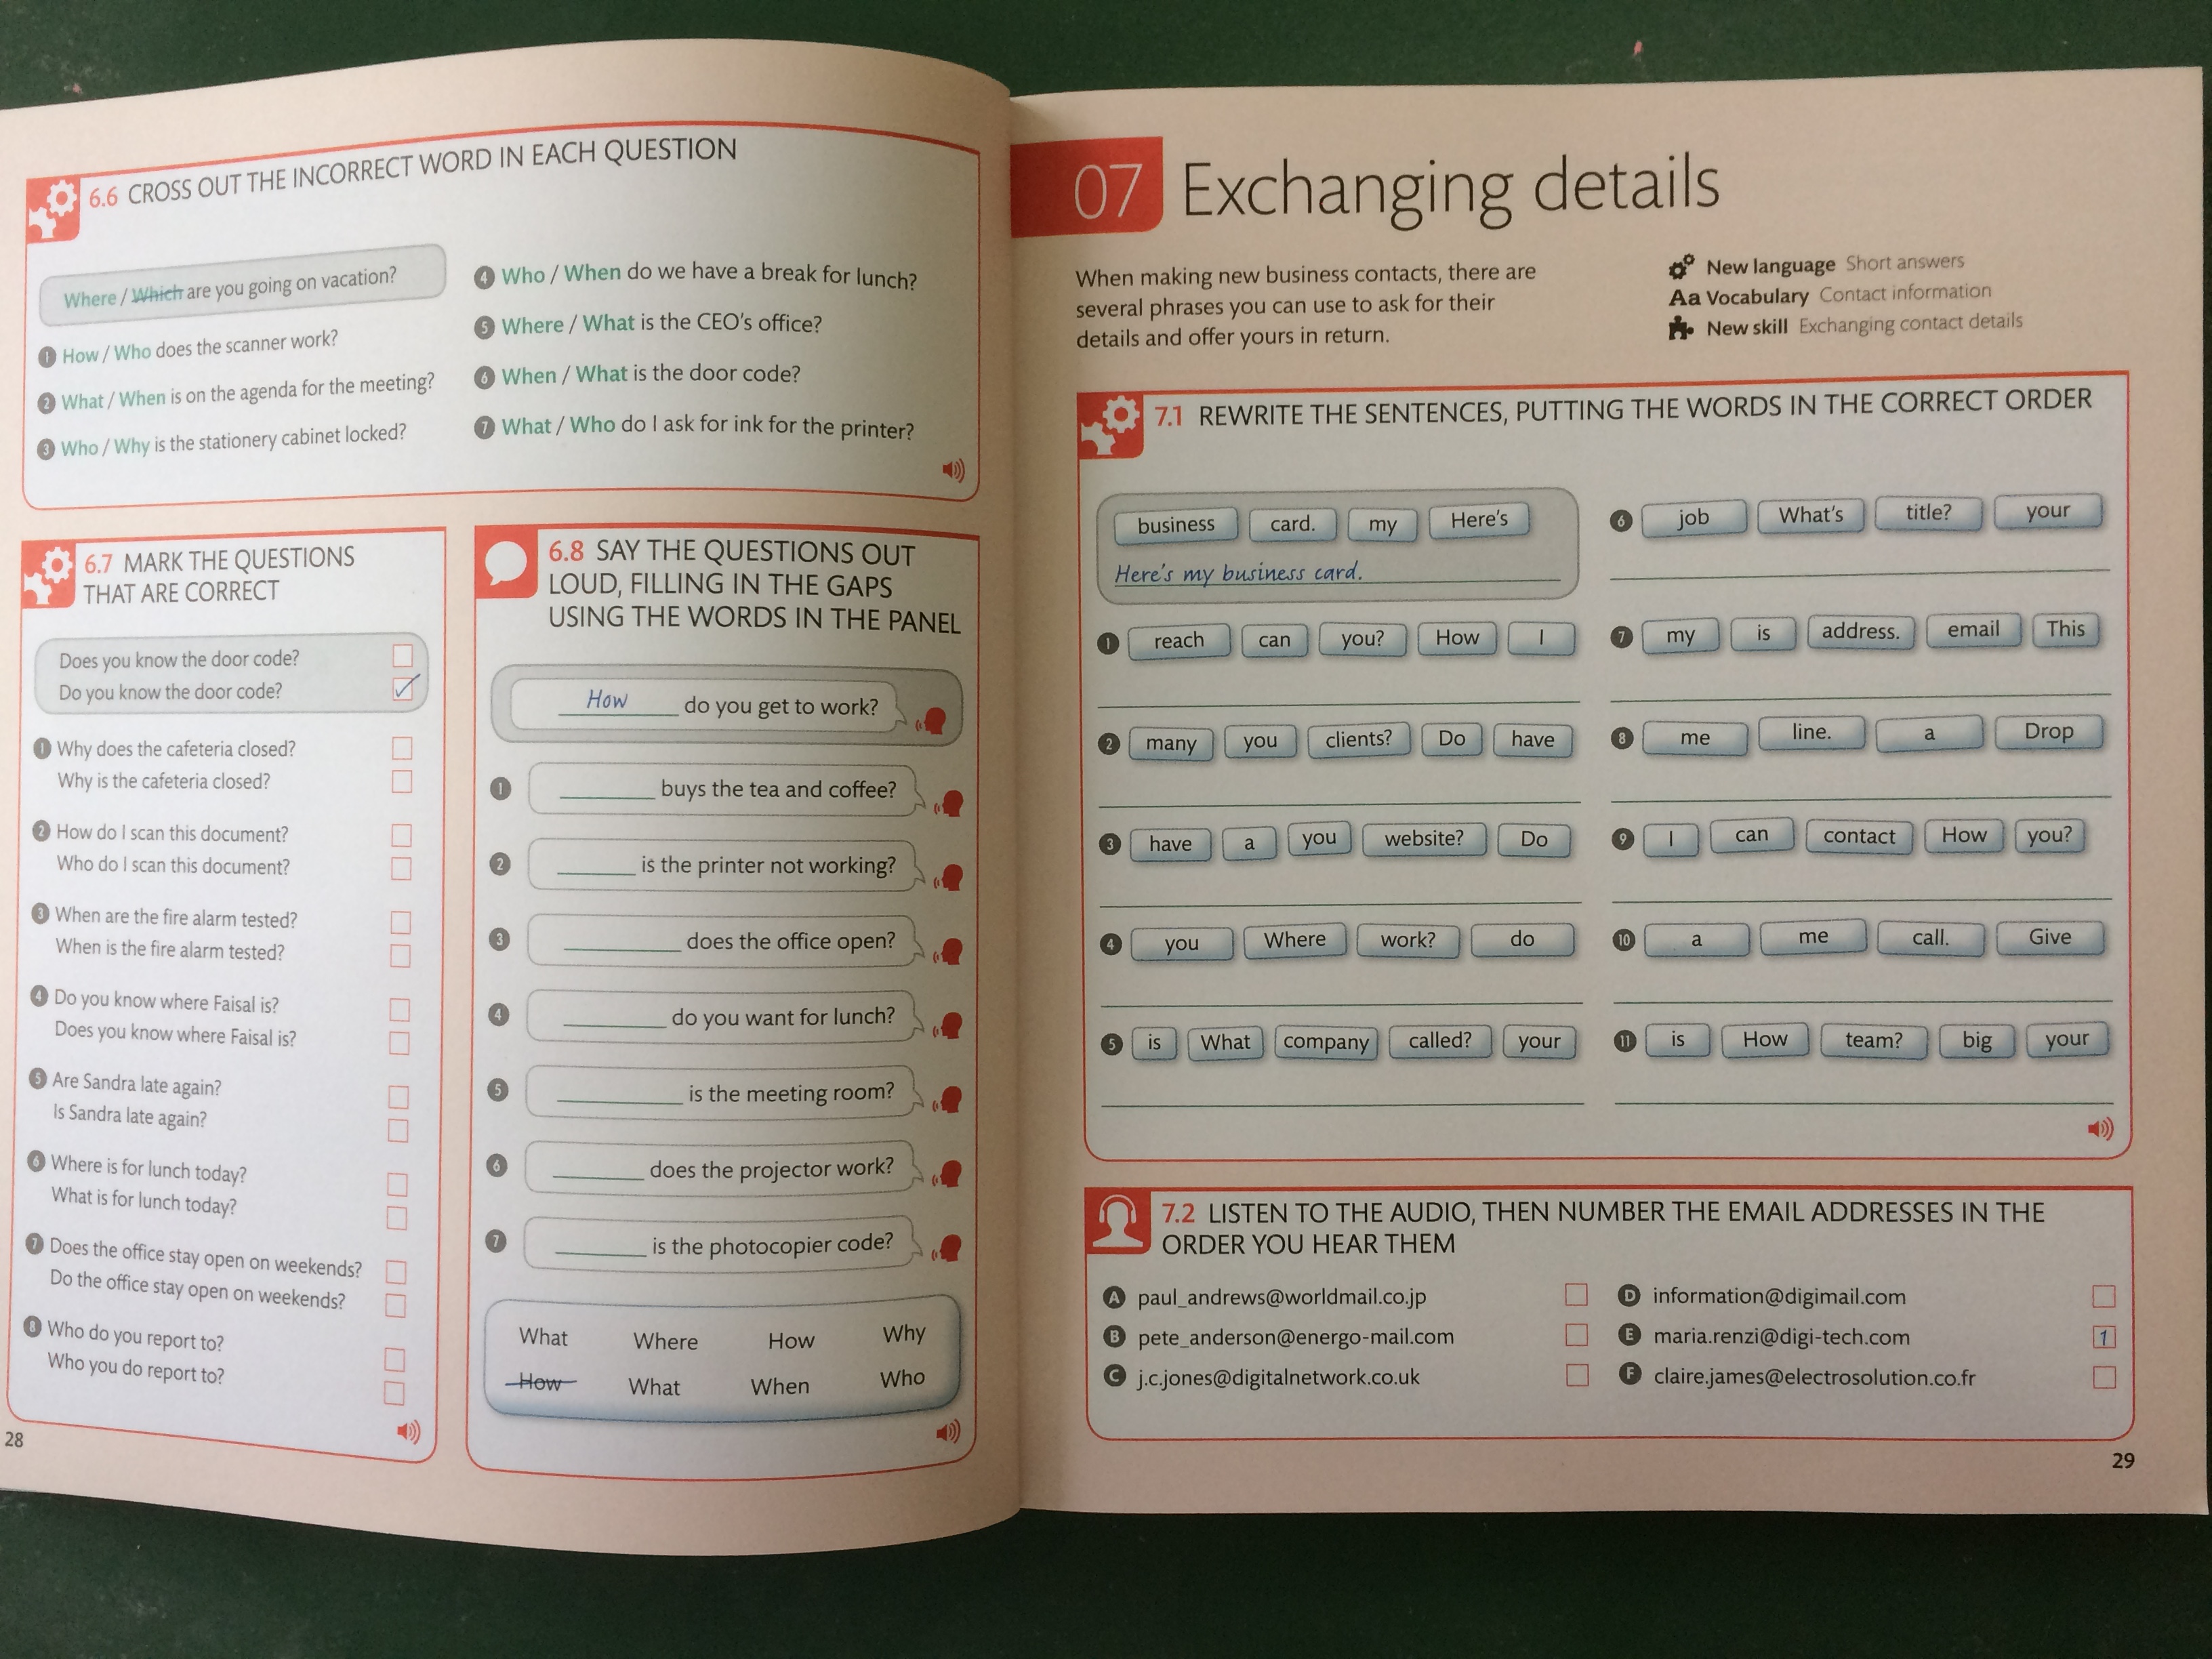 6.6 CROSS OUT THE INCORRECT WORD IN EACH QUESTION
Where / Which are you going on vacation?
1 How / Who does the scanner work?
2 What / When is on the agenda for the meeting?
3 Who / Why is the stationery cabinet locked?
4 Who / When do we have a break for lunch?
5 Where / What is the CEO's office?
6 When / What is the door code?
7 What / Who do I ask for ink for the printer?
6.7 MARK THE QUESTIONS
THAT ARE CORRECT
Does you know the door code?
Do you know the door code?
1 Why does the cafeteria closed?
Why is the cafeteria closed?
2 How do I scan this document?
Who do I scan this document?
3 When are the fire alarm tested?
When is the fire alarm tested?
4 Do you know where Faisal is?
Does you know where Faisal is?
5 Are Sandra late again?
Is Sandra late again?
6 Where is for lunch today?
What is for lunch today?
7 Does the office stay open on weekends?
Do the office stay open on weekends?
8 Who do you report to?
Who you do report to?
28
6.8 SAY THE QUESTIONS OUT
LOUD, FILLING IN THE GAPS
USING THE WORDS IN THE PANEL
How do you get to work?
1 buys the tea and coffee?
2 is the printer not working?
3 does the office open?
4 do you want for lunch?
5 is the meeting room?
6 does the projector work?
7 is the photocopier code?
What Where How Why
How What When Who
07 Exchanging details
When making new business contacts, there are
several phrases you can use to ask for their
details and offer yours in return.
New language Short answers
Aa Vocabulary Contact information
New skill Exchanging contact details
7.1 REWRITE THE SENTENCES, PUTTING THE WORDS IN THE CORRECT ORDER
business card. my Here's
Here's my business card.
1 reach can you? How I
2 many you clients? Do have
3 have a you website? Do
4 you Where work? do
5 is What company called? your
6 job What's title? your
7 my is address. email This
8 me line. a Drop
9 I can contact How you?
10 a me call. Give
11 is How team? big your
7.2 LISTEN TO THE AUDIO, THEN NUMBER THE EMAIL ADDRESSES IN THE
ORDER YOU HEAR THEM
A paul_andrews@worldmail.co.jp
B pete_anderson@energo-mail.com
C j.c.jones@digitalnetwork.co.uk
D information@digimail.com
E maria.renzi@digi-tech.com 1
F claire.james@electrosolution.co.fr
29